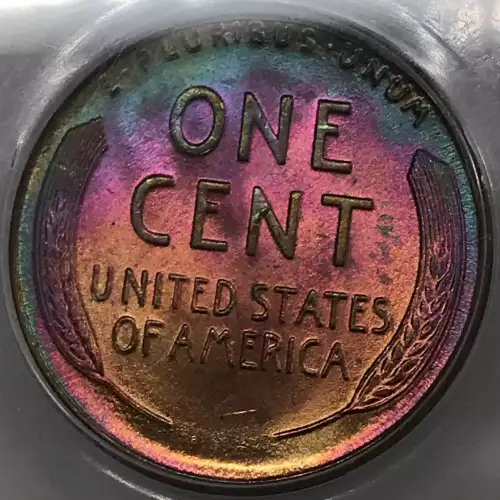 E·PLURIBUS·UNUM
ONE
CENT
UNITED STATES
OF AMERICA